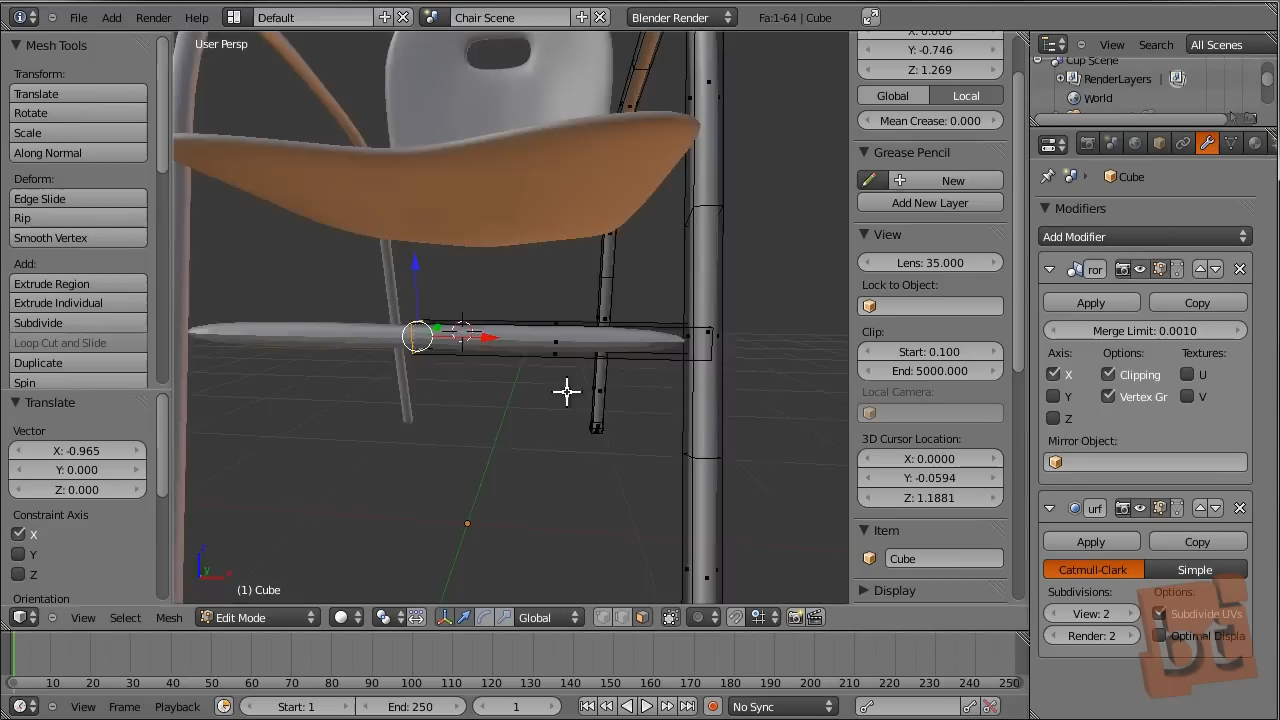 File Add Render Help Default Chair Scene Blender Render Fa:1-64 | Cube
Mesh Tools
Transform:
Translate
Rotate
Scale
Along Normal
Deform:
Edge Slide
Rip
Smooth Vertex
Add:
Extrude Region
Extrude Individual
Subdivide
Loop Cut and Slide
Duplicate
Spin
Translate
Vector
X: -0.965
Y: 0.000
Z: 0.000
Constraint Axis
X
Y
Z
Orientation
User Persp
z
y
(1) Cube
View Select Mesh Edit Mode Global
Y: -0.746
Z: 1.269
Global Local
Mean Crease: 0.000
Grease Pencil
New
Add New Layer
View
Lens: 35.000
Lock to Object:
Clip:
Start: 0.100
End: 5000.000
Local Camera:
3D Cursor Location:
X: 0.0000
Y: -0.0594
Z: 1.1881
Item
Cube
Display
View Search All Scenes
Cup Scene
RenderLayers |
World
Cube
Modifiers
Add Modifier
ror
Apply Copy
Merge Limit: 0.0010
Axis: Options: Textures:
X Clipping U
Y Vertex Gr V
Z
Mirror Object:
urf
Apply Copy
Catmull-Clark Simple
Subdivisions: Options:
View: 2 Subdivide UVs
Render: 2 Optimal Displa
bc
10 20 30 40 50 60 70 80 90 100 110 120 130 140 150 160 170 180 190 200 210 220 230 240 250
View Frame Playback Start: 1 End: 250 1 No Sync